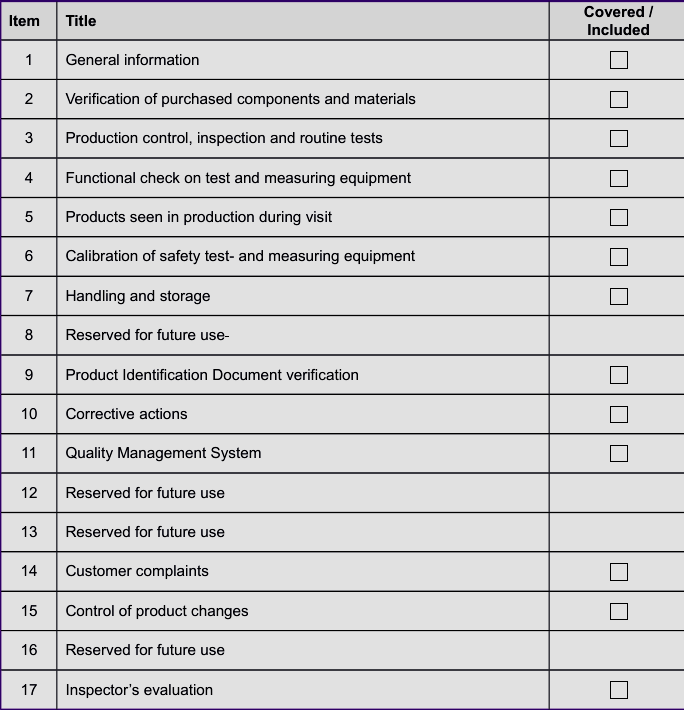 Item Title Covered /
Included
1 General information
2 Verification of purchased components and materials
3 Production control, inspection and routine tests
4 Functional check on test and measuring equipment
5 Products seen in production during visit
6 Calibration of safety test- and measuring equipment
7 Handling and storage
8 Reserved for future use-
9 Product Identification Document verification
10 Corrective actions
11 Quality Management System
12 Reserved for future use
13 Reserved for future use
14 Customer complaints
15 Control of product changes
16 Reserved for future use
17 Inspector’s evaluation